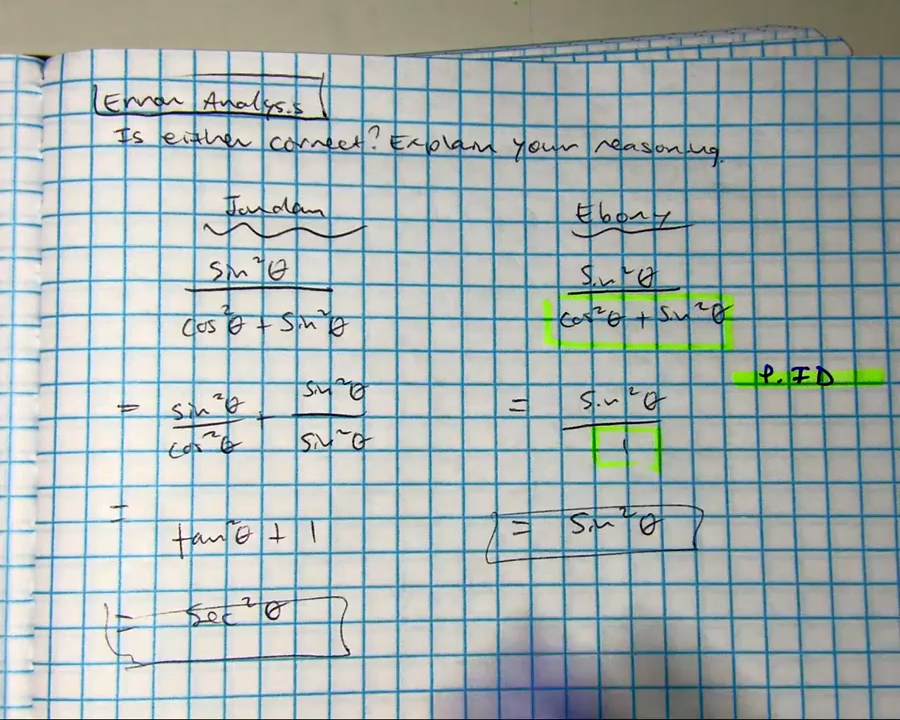 Error Analysis
Is either correct? Explain your reasoning.
Jordan
sin²θ
cos²θ + sin²θ
= sin²θ / cos²θ + sin²θ / sin²θ
=
tan²θ + 1
= sec²θ
Ebony
sin²θ
cos²θ + sin²θ
P. ID
= sin²θ
1
= sin²θ